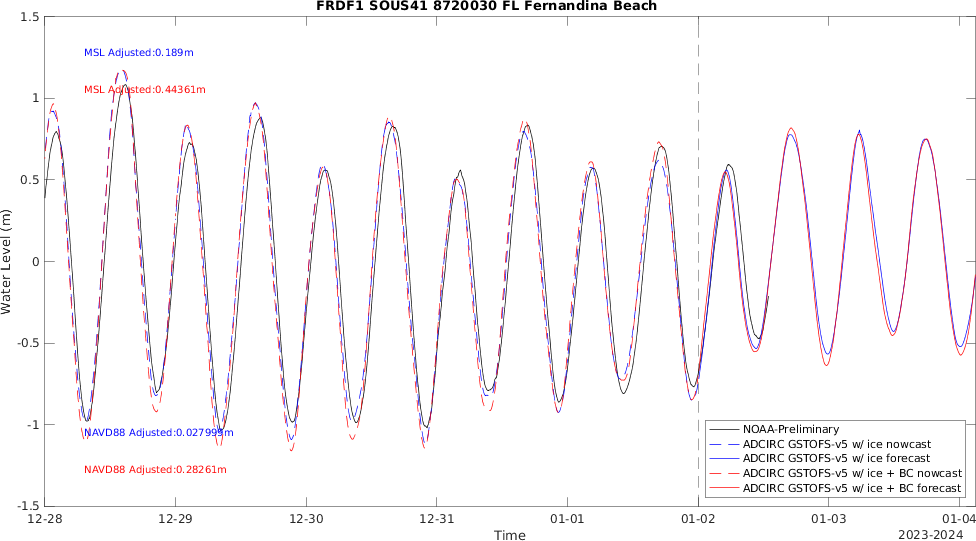 FRDF1 SOUS41 8720030 FL Fernandina Beach
1.5
MSL Adjusted:0.189m
1
MSL Adjusted:0.44361m
0.5
0
Water Level (m)
-0.5
-1
NAVD88 Adjusted:0.027999m
NAVD88 Adjusted:0.28261m
NOAA-Preliminary
ADCIRC GSTOFS-v5 w/ ice nowcast
ADCIRC GSTOFS-v5 w/ ice forecast
ADCIRC GSTOFS-v5 w/ ice + BC nowcast
ADCIRC GSTOFS-v5 w/ ice + BC forecast
-1.5
12-28 12-29 12-30 12-31 01-01 01-02 01-03 01-04
Time
2023-2024